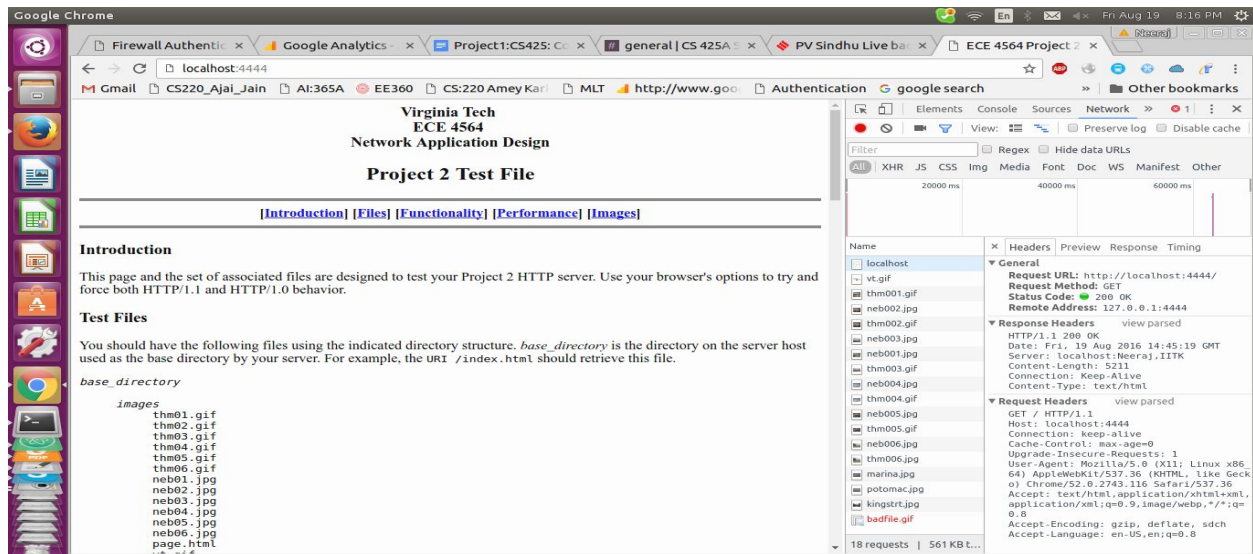 Google Chrome
En Fri Aug 19 8:16 PM
Neeraj
Firewall Authentic × Google Analytics - × Project1:CS425: Co × general | CS 425A S × PV Sindhu Live ba × ECE 4564 Project 2 ×
localhost:4444
Gmail CS220_Ajai_Jain AI:365A EE360 CS:220 Amey Kar MLT http://www.goo Authentication google search » Other bookmarks
Virginia Tech
ECE 4564
Network Application Design
Project 2 Test File
[Introduction] [Files] [Functionality] [Performance] [Images]
Introduction
This page and the set of associated files are designed to test your Project 2 HTTP server. Use your browser's options to try and
force both HTTP/1.1 and HTTP/1.0 behavior.
Test Files
You should have the following files using the indicated directory structure. base_directory is the directory on the server host
used as the base directory by your server. For example, the URI /index.html should retrieve this file.
base_directory
images
thm01.gif
thm02.gif
thm03.gif
thm04.gif
thm05.gif
thm06.gif
neb01.jpg
neb02.jpg
neb03.jpg
neb04.jpg
neb05.jpg
neb06.jpg
page.html
vt.gif
Elements Console Sources Network » 1
View: Preserve log Disable cache
Filter Regex Hide data URLs
All XHR JS CSS Img Media Font Doc WS Manifest Other
20000 ms 40000 ms 60000 ms
Name
localhost
vt.gif
thm001.gif
neb002.jpg
thm002.gif
neb003.jpg
neb001.jpg
thm003.gif
neb004.jpg
thm004.gif
neb005.jpg
thm005.gif
neb006.jpg
thm006.jpg
marina.jpg
potomac.jpg
kingstrt.jpg
badfile.gif
18 requests | 561 KB t...
× Headers Preview Response Timing
General
Request URL: http://localhost:4444/
Request Method: GET
Status Code: 200 OK
Remote Address: 127.0.0.1:4444
Response Headers view parsed
HTTP/1.1 200 OK
Date: Fri, 19 Aug 2016 14:45:19 GMT
Server: localhost:Neeraj,IITK
Content-Length: 5211
Connection: Keep-Alive
Content-Type: text/html
Request Headers view parsed
GET / HTTP/1.1
Host: localhost:4444
Connection: keep-alive
Cache-Control: max-age=0
Upgrade-Insecure-Requests: 1
User-Agent: Mozilla/5.0 (X11; Linux x86_
64) AppleWebKit/537.36 (KHTML, like Geck
o) Chrome/52.0.2743.116 Safari/537.36
Accept: text/html,application/xhtml+xml,
application/xml;q=0.9,image/webp,*/*;q=
0.8
Accept-Encoding: gzip, deflate, sdch
Accept-Language: en-US,en;q=0.8